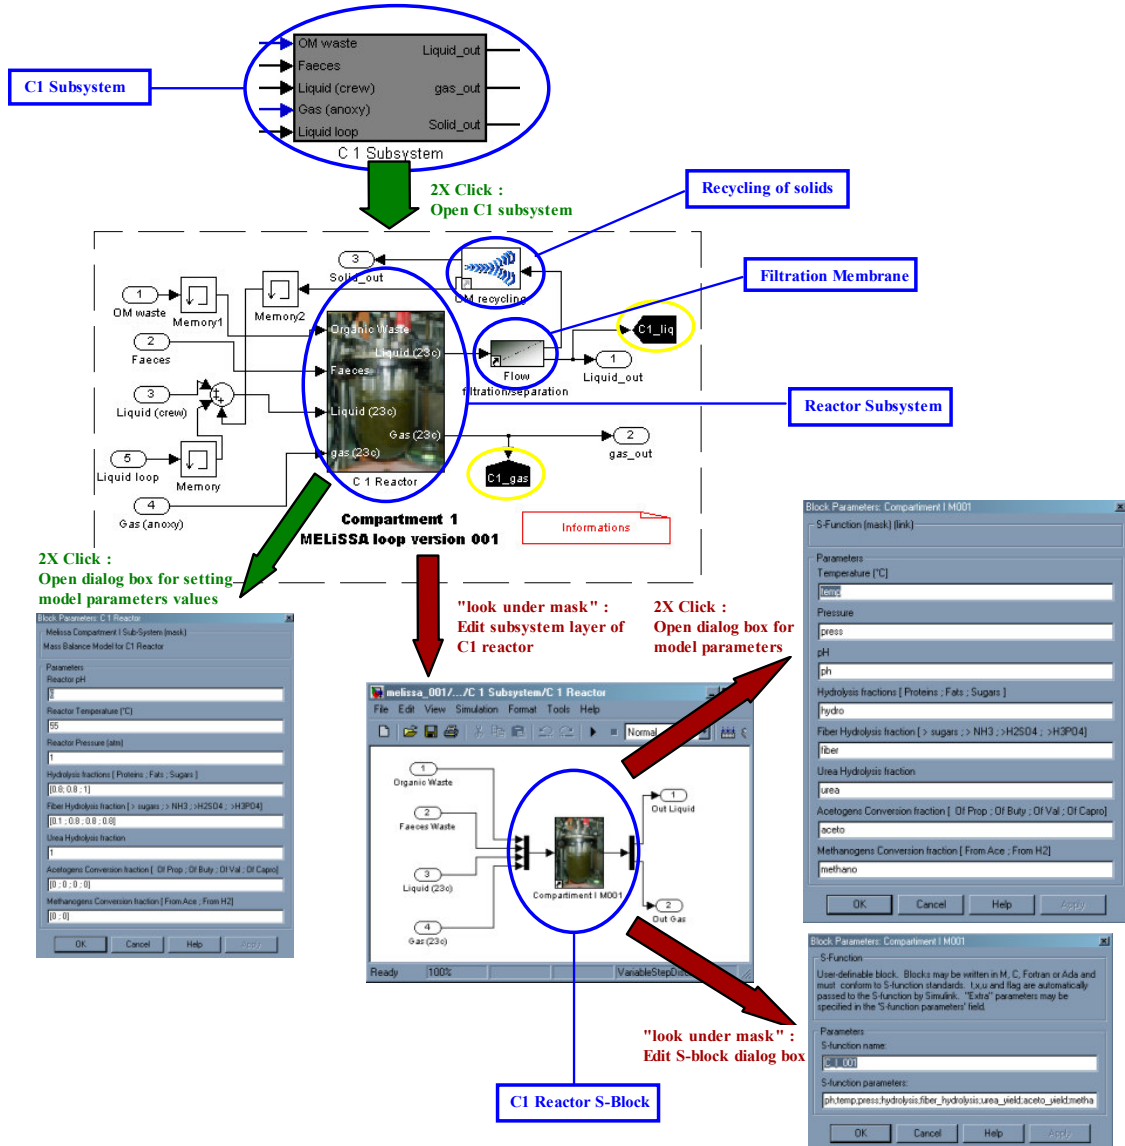 OM waste
Faeces
Liquid (crew)
Gas (anoxy)
Liquid loop
Liquid_out
gas_out
Solid_out
C 1 Subsystem
C1 Subsystem
2X Click :
Open C1 subsystem
Recycling of solids
Filtration Membrane
Reactor Subsystem
3
Solid_out
OM recycling
1
OM waste
Memory1
Memory2
2
Faeces
3
Liquid (crew)
5
Liquid loop
Memory
4
Gas (anoxy)
Organic Waste
Liquid (23c)
Faeces
Liquid (23c)
Gas (23c)
gas (23c)
C 1 Reactor
Flow
filtration/separation
C1_liq
1
Liquid_out
2
gas_out
C1_gas
Compartment 1
MELiSSA loop version 001
Informations
2X Click :
Open dialog box for setting
model parameters values
"look under mask" :
Edit subsystem layer of
C1 reactor
2X Click :
Open dialog box for
model parameters
Block Parameters: C 1 Reactor
Melissa Compartment I Sub-System (mask)
Mass Balance Model for C1 Reactor
Parameters
Reactor pH
Reactor Temperature (°C)
55
Reactor Pressure (atm)
1
Hydrolysis fractions [ Proteins ; Fats ; Sugars ]
[0.8; 0.8 ; 1]
Fiber Hydrolysis fraction [ > sugars ; > NH3 ; >H2SO4 ; >H3PO4]
[0.1 ; 0.8 ; 0.8 ; 0.8]
Urea Hydrolysis fraction
1
Acetogens Conversion fraction [ Of Prop ; Of Buty ; Of Val ; Of Capro]
[0 ; 0 ; 0 ; 0]
Methanogens Conversion fraction [ From Ace ; From H2]
[0 ; 0]
OK Cancel Help Apply
melissa_001/.../C 1 Subsystem/C 1 Reactor
File Edit View Simulation Format Tools Help
Normal
1
Organic Waste
2
Faeces Waste
3
Liquid (23c)
4
Gas (23c)
Compartiment I M001
1
Out Liquid
2
Out Gas
Ready 100% VariableStepDisc
Block Parameters: Compartiment I M001
S-Function (mask) (link)
Parameters
Temperature (°C)
temp
Pressure
press
pH
ph
Hydrolysis fractions [ Proteins ; Fats ; Sugars ]
hydro
Fiber Hydrolysis fraction [ > sugars ; > NH3 ; >H2SO4 ; >H3PO4]
fiber
Urea Hydrolysis fraction
urea
Acetogens Conversion fraction [ Of Prop ; Of Buty ; Of Val ; Of Capro]
aceto
Methanogens Conversion fraction [ From Ace ; From H2]
methano
OK Cancel Help Apply
"look under mask" :
Edit S-block dialog box
C1 Reactor S-Block
Block Parameters: Compartiment I M001
S-Function
User-definable block. Blocks may be written in M, C, Fortran or Ada and
must conform to S-function standards. t,x,u and flag are automatically
passed to the S-function by Simulink. "Extra" parameters may be
specified in the 'S-function parameters' field.
Parameters
S-function name:
C_1_001
S-function parameters:
ph;temp;press;hydrolysis;fiber_hydrolysis;urea_yield;aceto_yield;metha
OK Cancel Help Apply